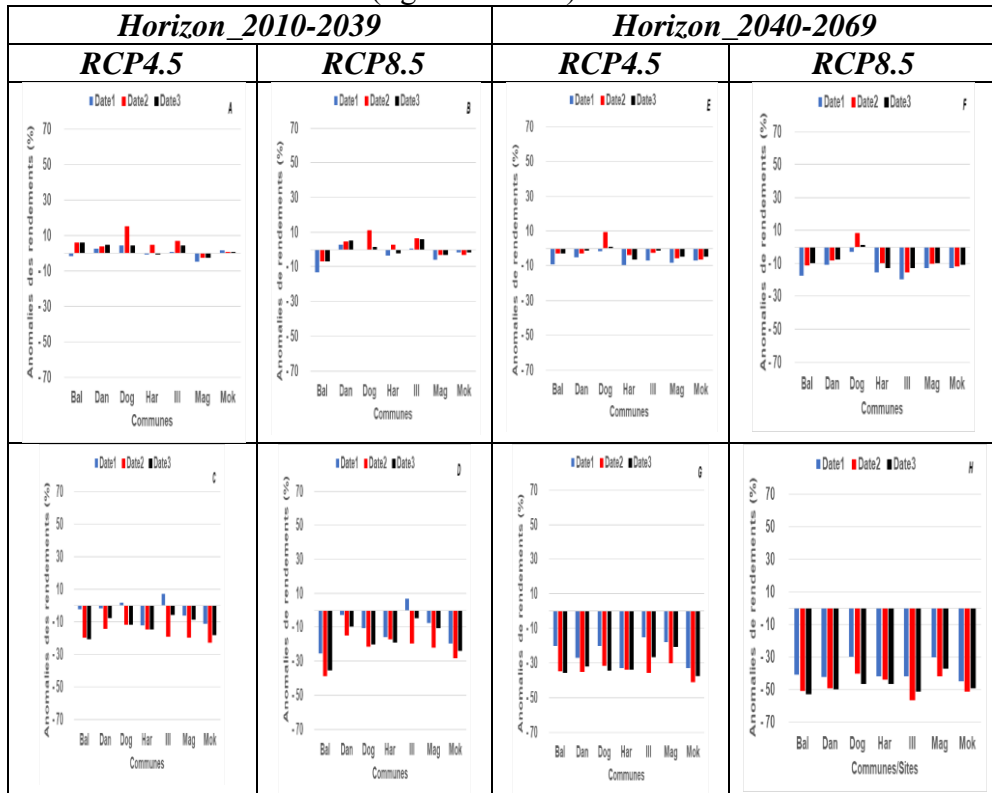 Horizon_2010-2039
Horizon_2040-2069
RCP4.5
RCP8.5
RCP4.5
RCP8.5
Date1 Date2 Date3
A
Anomalies des rendements (%)
70
50
30
10
-10
-30
-50
-70
Bal Dan Dog Har Ill Mag Mok
Communes
Date1 Date2 Date3
B
Anomalies de rendements (%)
70
50
30
10
-10
-30
-50
-70
Bal Dan Dog Har Ill Mag Mok
Communes
Date1 Date2 Date3
E
Anomalies de rendements (%)
70
50
30
10
-10
-30
-50
-70
Bal Dan Dog Har Ill Mag Mok
Communes
Date1 Date2 Date3
F
Anomalies de rendements (%)
70
50
30
10
-10
-30
-50
-70
Bal Dan Dog Har Ill Mag Mok
Communes
Date1 Date2 Date3
C
Anomalies des rendements (%)
70
50
30
10
-10
-30
-50
-70
Bal Dan Dog Har Ill Mag Mok
Communes
Date1 Date2 Date3
D
Anomalies de rendements (%)
70
50
30
10
-10
-30
-50
-70
Bal Dan Dog Har Ill Mag Mok
Communes
Date1 Date2 Date3
G
Anomalies de rendements (%)
70
50
30
10
-10
-30
-50
-70
Bal Dan Dog Har Ill Mag Mok
Communes
Date1 Date2 Date3
H
Anomalies de rendements (%)
70
50
30
10
-10
-30
-50
-70
Bal Dan Dog Har Ill Mag Mok
Communes/Sites